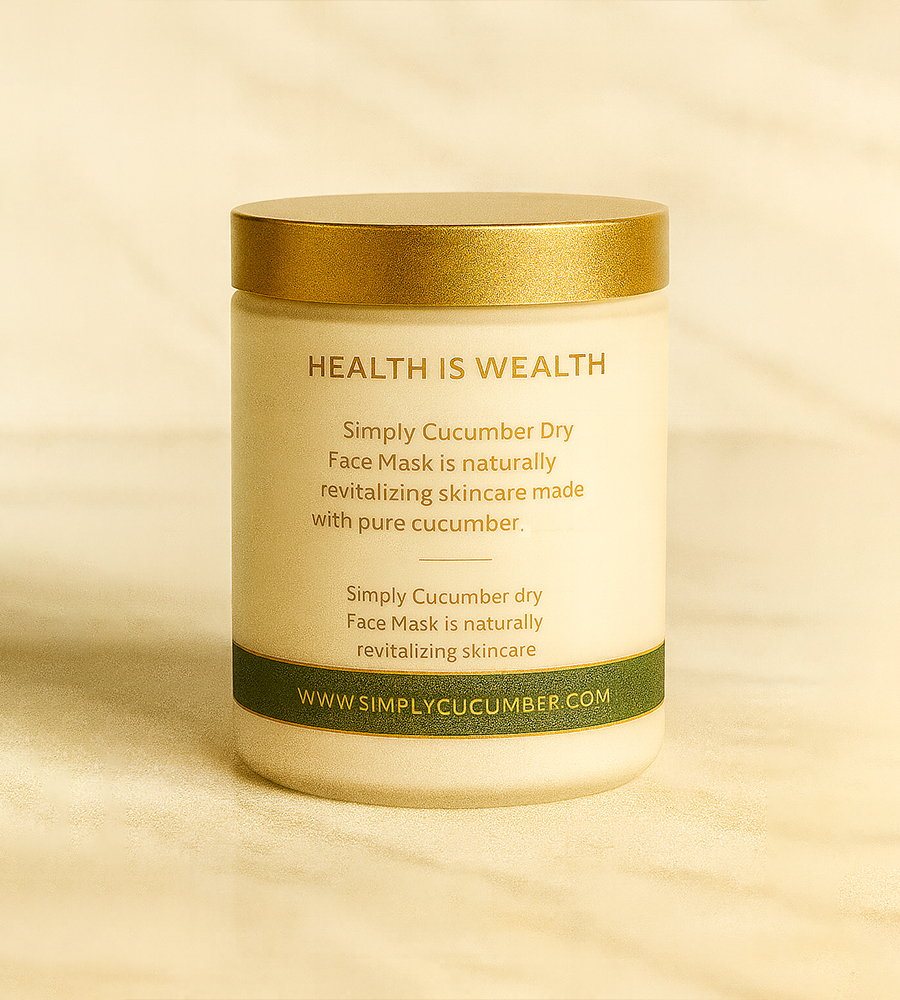 HEALTH IS WEALTH
Simply Cucumber Dry
Face Mask is naturally
revitalizing skincare made
with pure cucumber.
Simply Cucumber dry
Face Mask is naturally
revitalizing skincare
WWW.SIMPLYCUCUMBER.COM